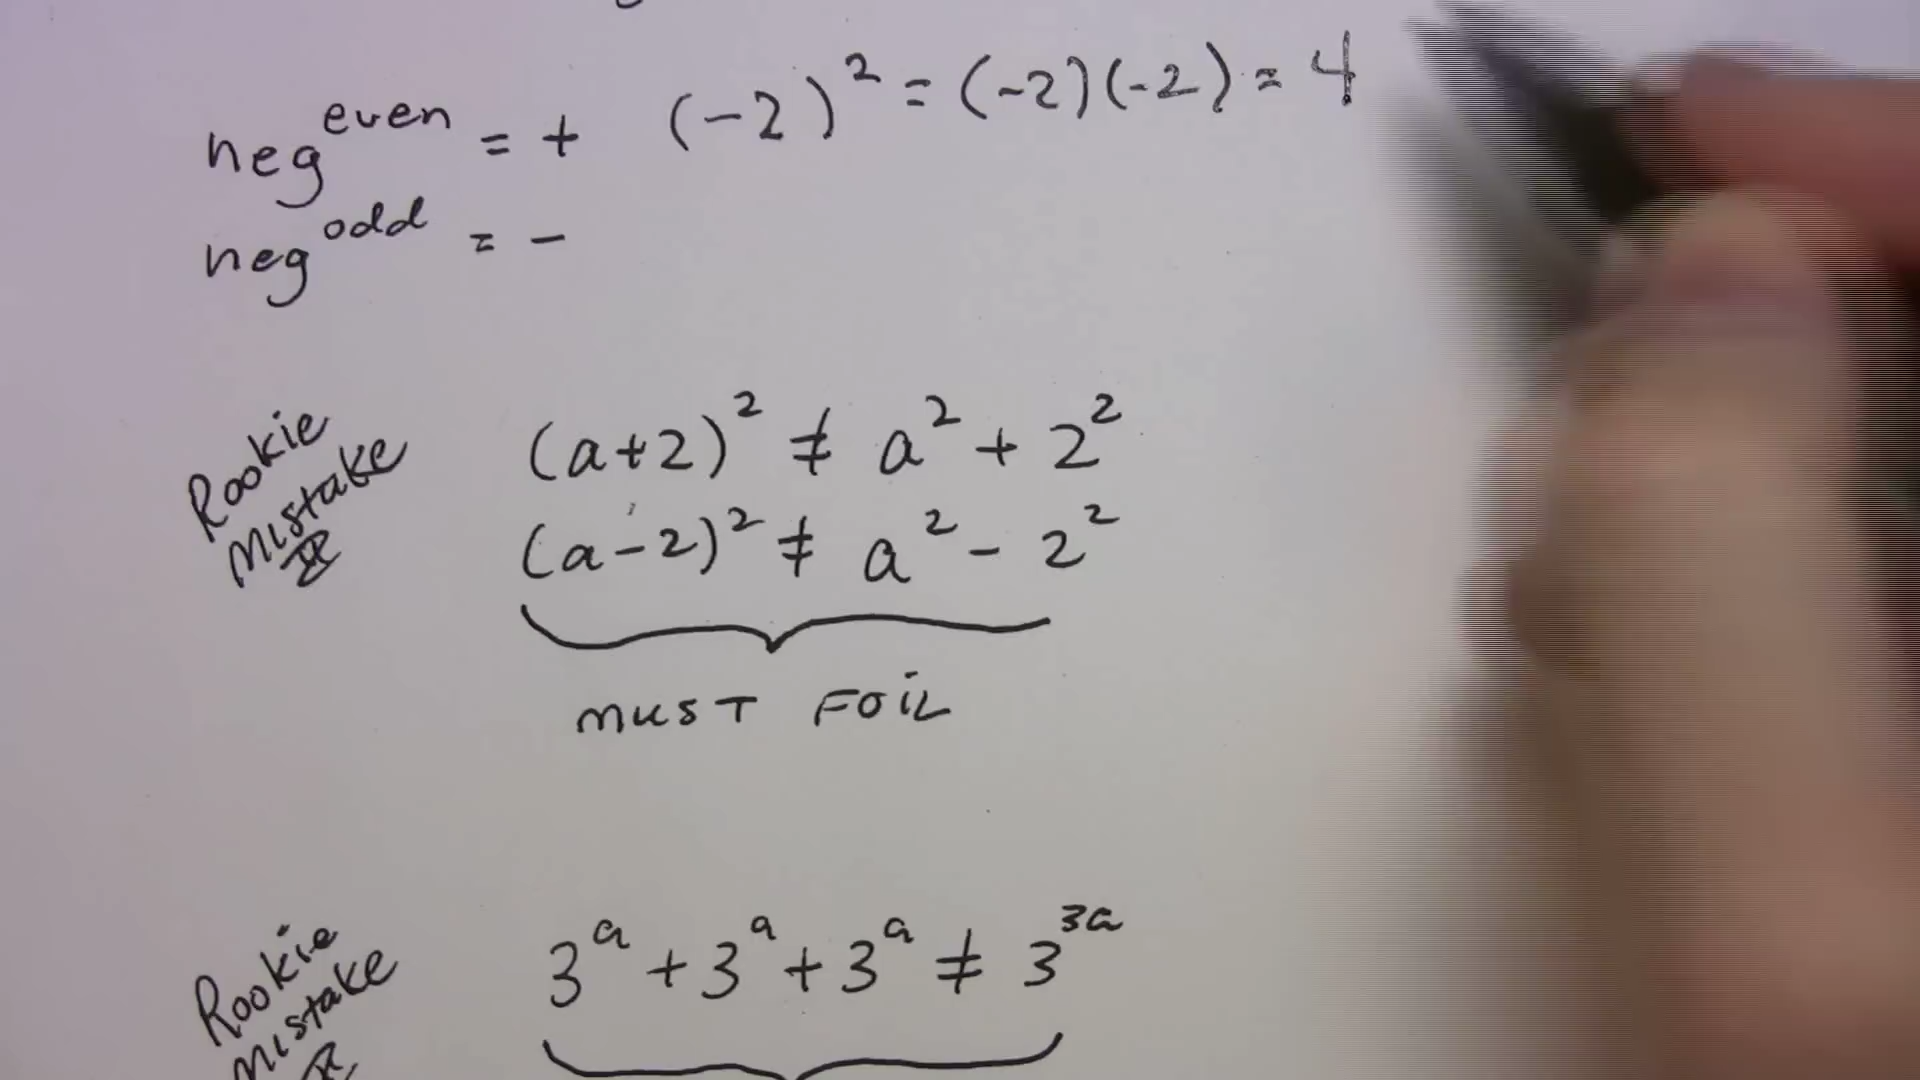 neg^even = + (-2)^2 = (-2)(-2) = 4
neg^odd = -
Rookie
Mistake
(a+2)^2 ≠ a^2 + 2^2
(a-2)^2 ≠ a^2 - 2^2
MUST FOiL
Rookie
Mistake
3^a + 3^a + 3^a ≠ 3^3a